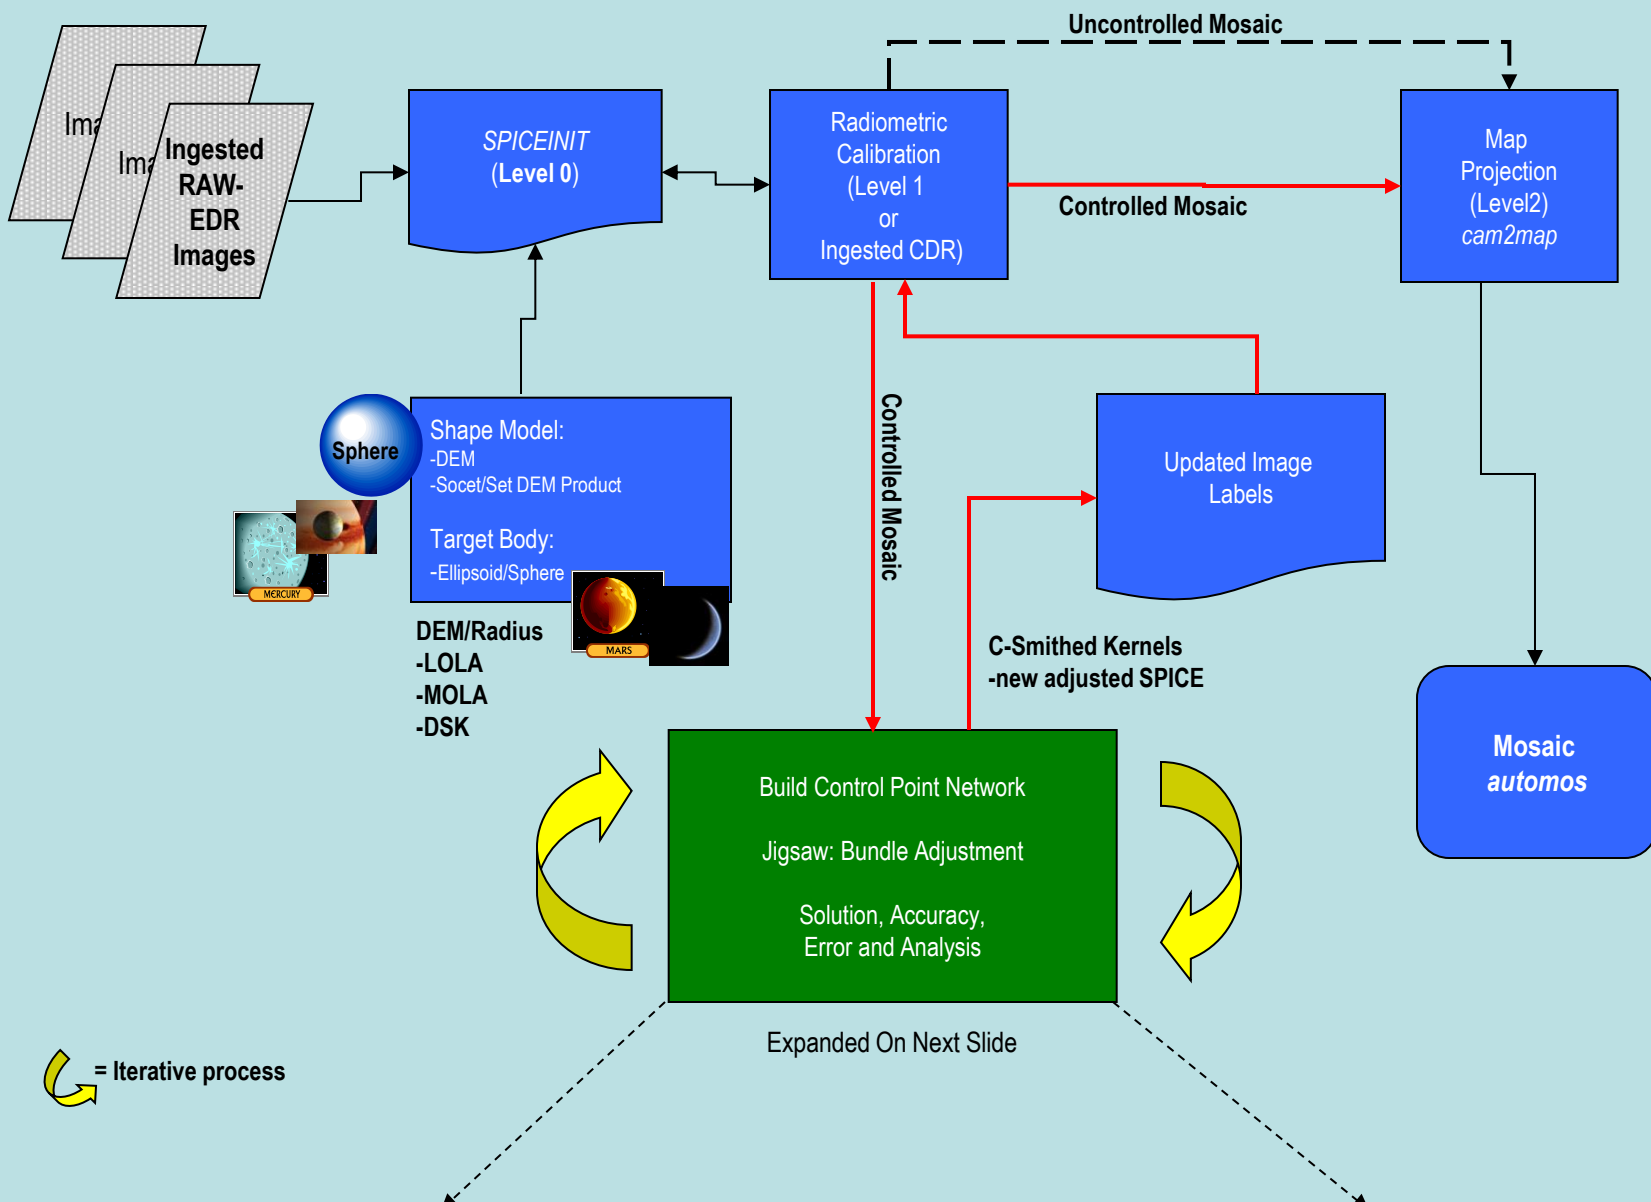 Uncontrolled Mosaic
Ima
Ima
Ingested
RAW-
EDR
Images
SPICEINIT
(Level 0)
Radiometric
Calibration
(Level 1
or
Ingested CDR)
Controlled Mosaic
Map
Projection
(Level2)
cam2map
Sphere
Shape Model:
-DEM
-Socet/Set DEM Product
Target Body:
-Ellipsoid/Sphere
MERCURY
MARS
DEM/Radius
-LOLA
-MOLA
-DSK
Controlled Mosaic
Updated Image
Labels
C-Smithed Kernels
-new adjusted SPICE
Mosaic
automos
Build Control Point Network
Jigsaw: Bundle Adjustment
Solution, Accuracy,
Error and Analysis
Expanded On Next Slide
= Iterative process